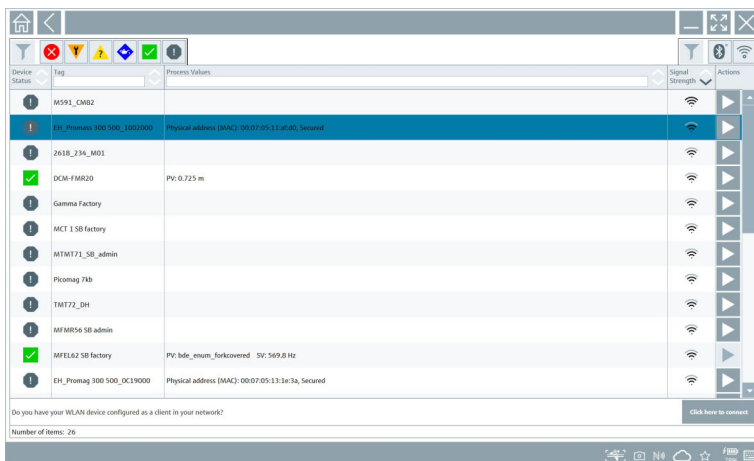 Device Status Tag Process Values Signal Strength Actions
M591_CMB2
EH_Promass 300 500_1002000 Physical address (MAC): 00:07:05:11:af:d0, Secured
2618_234_M01
DCM-FMR20 PV: 0.725 m
Gamma Factory
MCT 1 SB factory
MTMT71_SB_admin
Picomag 7kb
TMT72_DH
MFMR56 SB admin
MFEL62 SB factory PV: bde_enum_forkcovered SV: 569.8 Hz
EH_Promag 300 500_0C19000 Physical address (MAC): 00:07:05:13:1e:3a, Secured
Do you have your WLAN device configured as a client in your network? Click here to connect
Number of items: 26